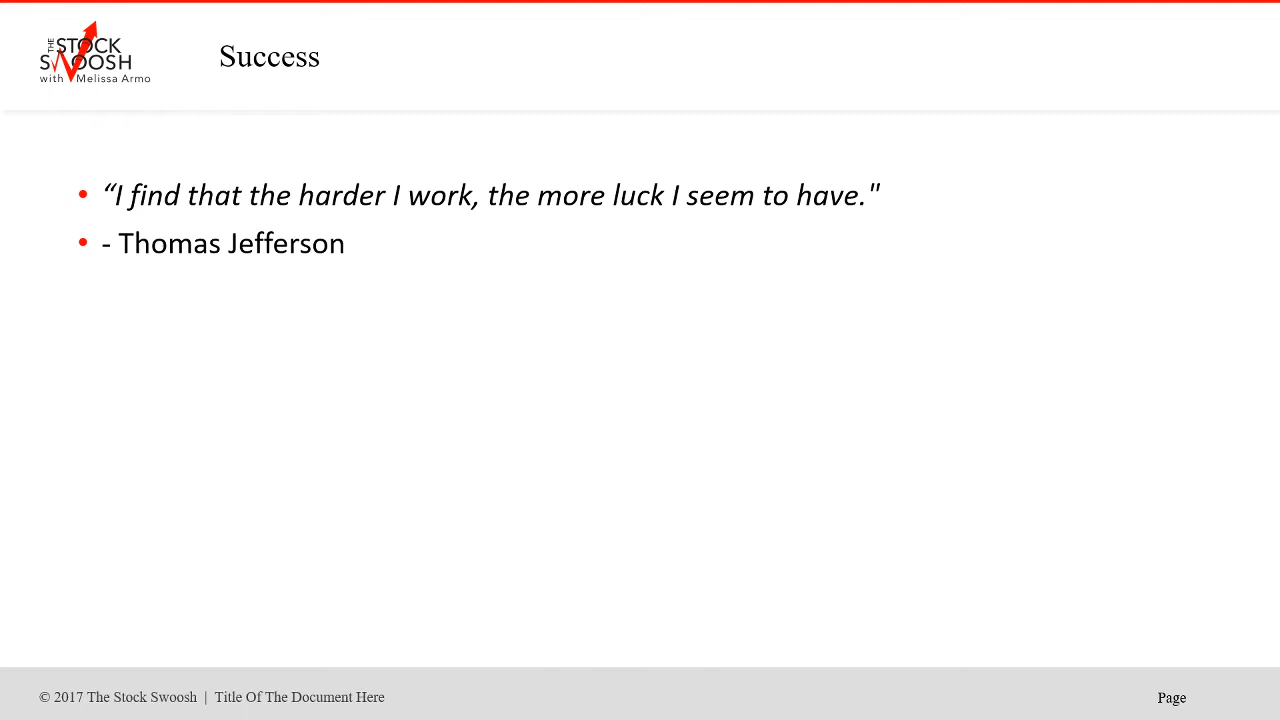 THE STOCK
SWOOSH
with Melissa Armo
Success
• “I find that the harder I work, the more luck I seem to have."
• - Thomas Jefferson
© 2017 The Stock Swoosh | Title Of The Document Here
Page